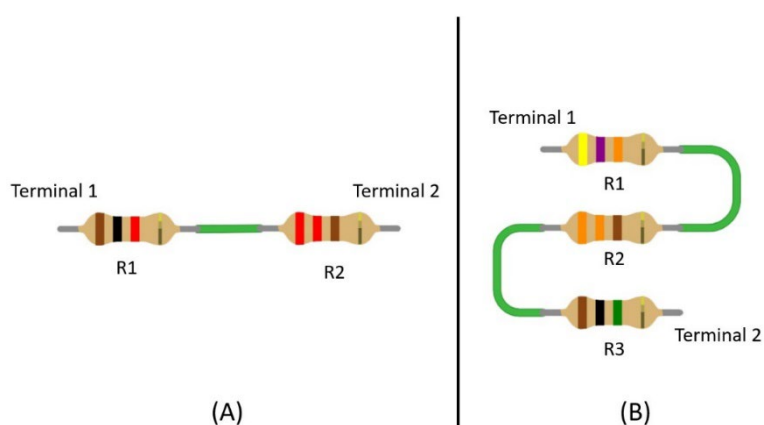 Terminal 1
Terminal 2
R1
R2
(A)
Terminal 1
R1
R2
R3
Terminal 2
(B)